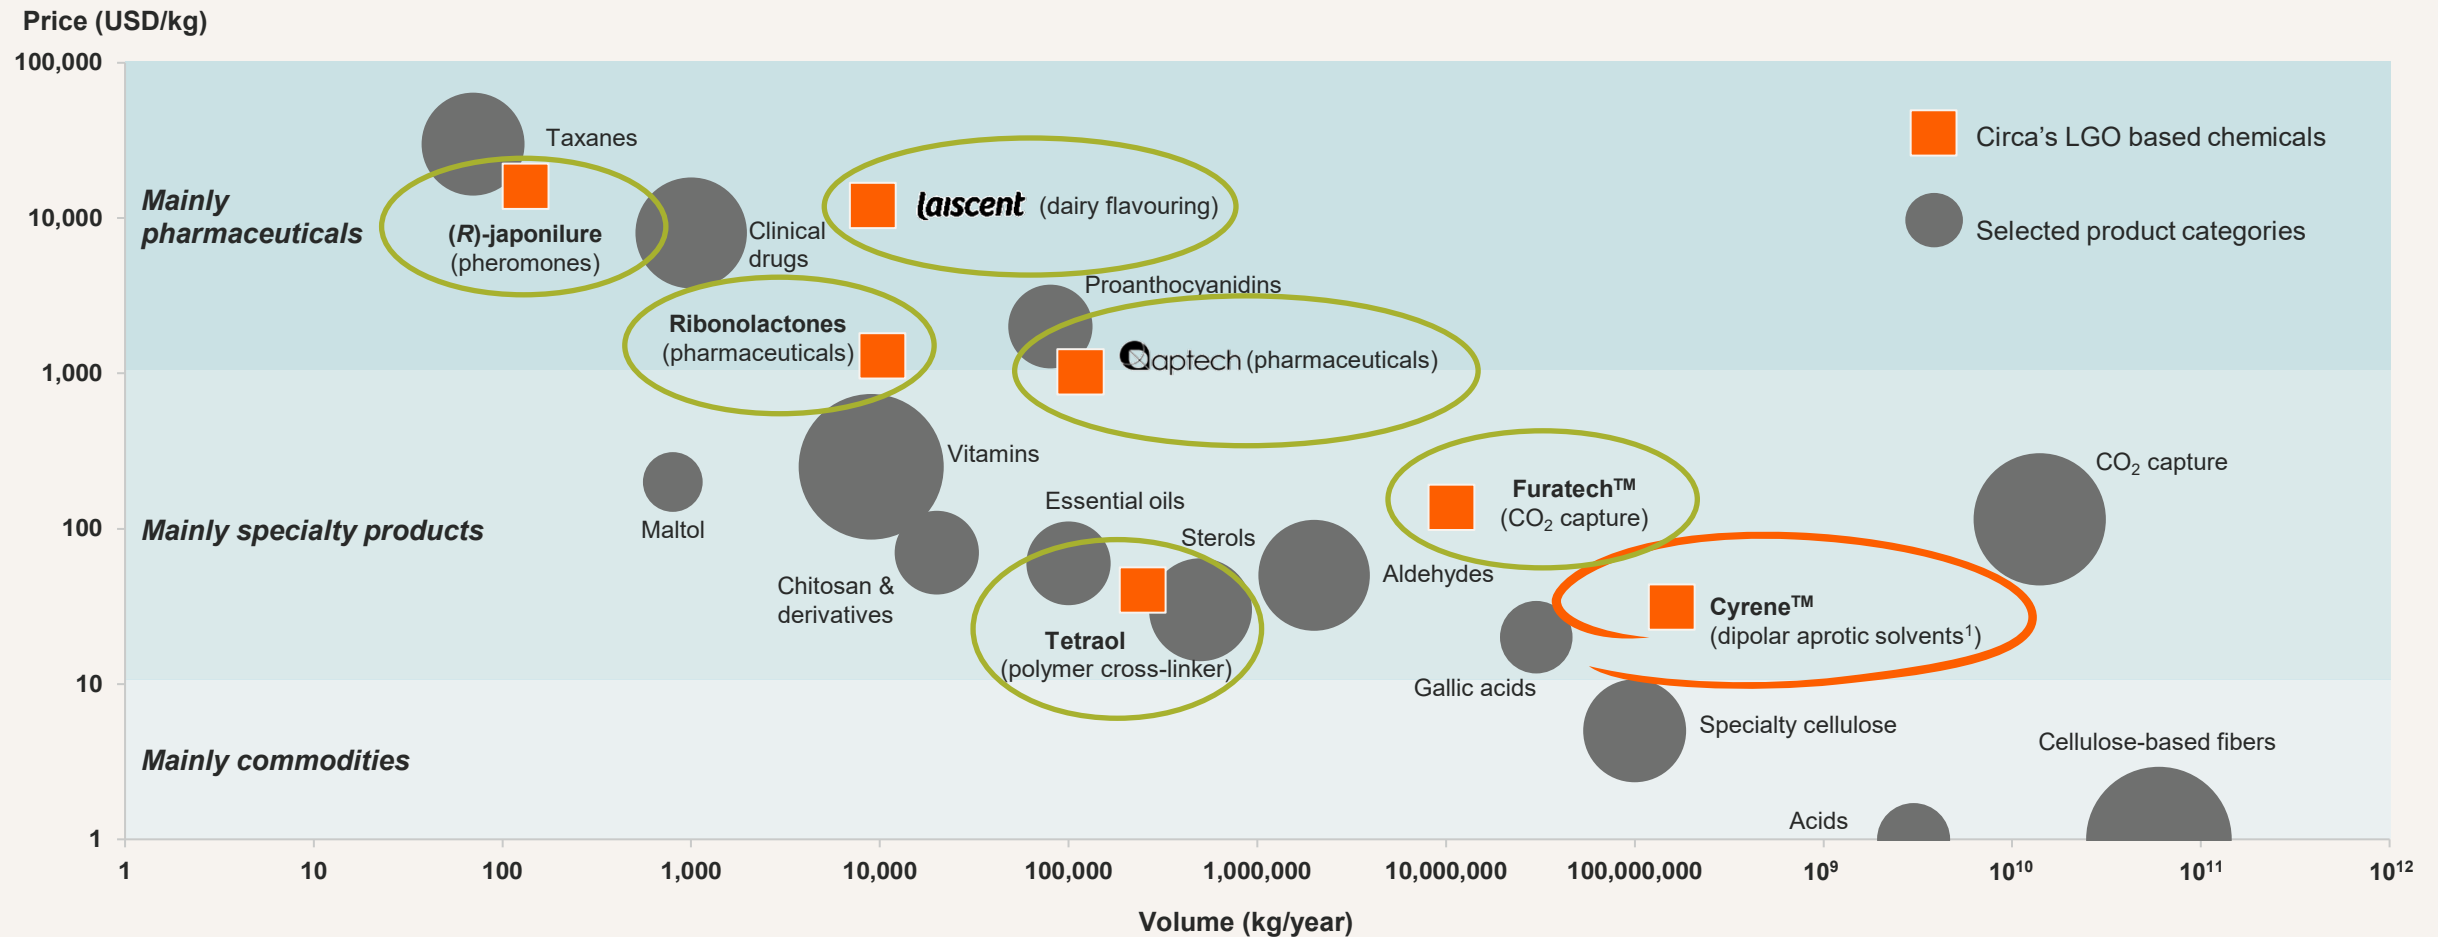 Price (USD/kg)
100,000
10,000
1,000
100
10
1
Mainly
pharmaceuticals
Mainly specialty products
Mainly commodities
Taxanes
(R)-japonilure
(pheromones)
Clinical
drugs
laiscent (dairy flavouring)
Circa's LGO based chemicals
Selected product categories
Proanthocyanidins
Ribonolactones
(pharmaceuticals)
aptech (pharmaceuticals)
Vitamins
Maltol
Chitosan &
derivatives
Essential oils
Sterols
Tetraol
(polymer cross-linker)
Aldehydes
Furatech™
(CO₂ capture)
CO₂ capture
Cyrene™
(dipolar aprotic solvents¹)
Gallic acids
Specialty cellulose
Cellulose-based fibers
Acids
1 10 100 1,000 10,000 100,000 1,000,000 10,000,000 100,000,000 10⁹ 10¹⁰ 10¹¹ 10¹²
Volume (kg/year)